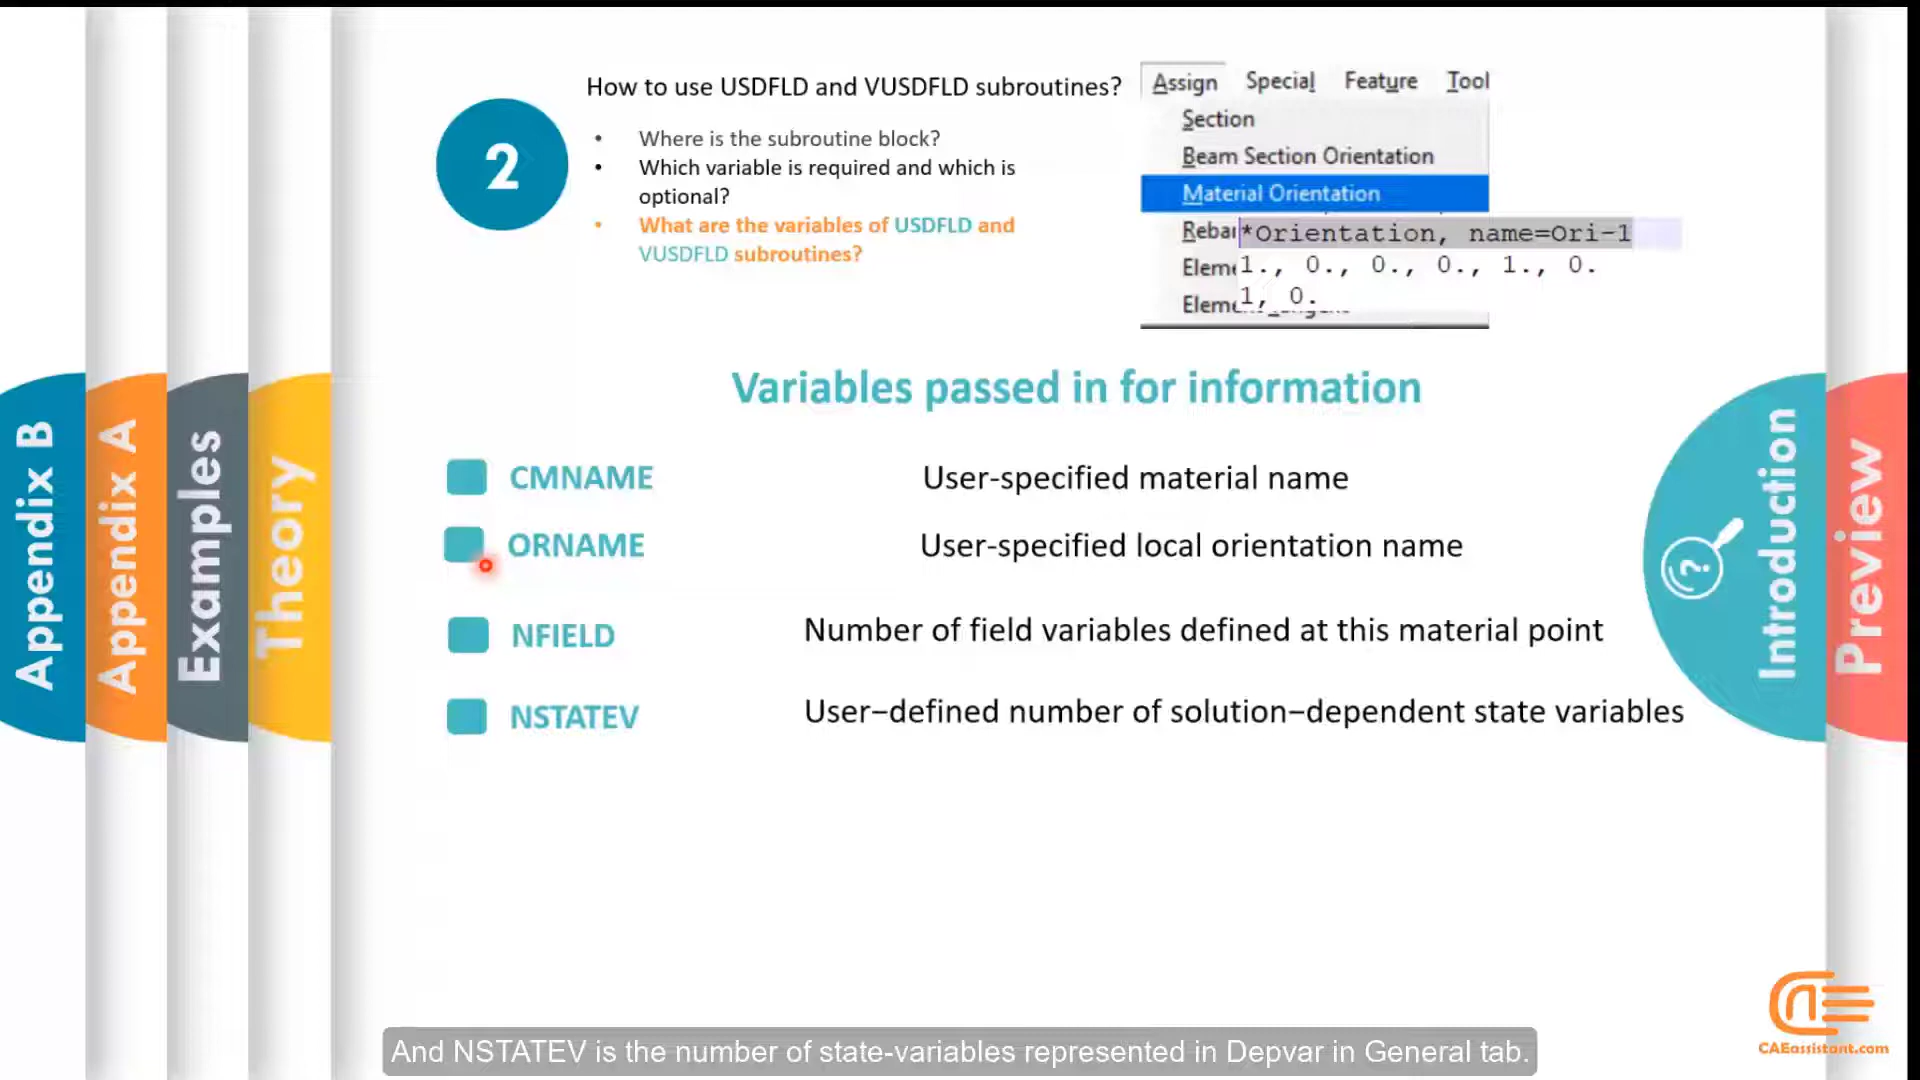 How to use USDFLD and VUSDFLD subroutines?
2
• Where is the subroutine block?
• Which variable is required and which is
optional?
• What are the variables of USDFLD and
VUSDFLD subroutines?
Assign Special Feature Tool
Section
Beam Section Orientation
Material Orientation
Reba
*Orientation, name=Ori-1
Eleme
1., 0., 0., 0., 1., 0.
Eleme
1, 0.
Variables passed in for information
CMNAME User-specified material name
ORNAME User-specified local orientation name
NFIELD Number of field variables defined at this material point
NSTATEV User–defined number of solution–dependent state variables
Appendix B
Appendix A
Examples
Theory
?
Introduction
Preview
CAEassistant.com
And NSTATEV is the number of state-variables represented in Depvar in General tab.